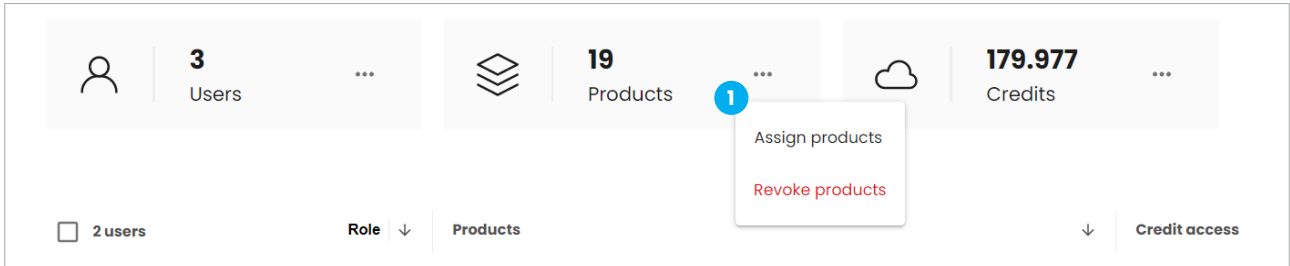 3
Users
19
Products
179.977
Credits
1
Assign products
Revoke products
2 users
Role
Products
Credit access